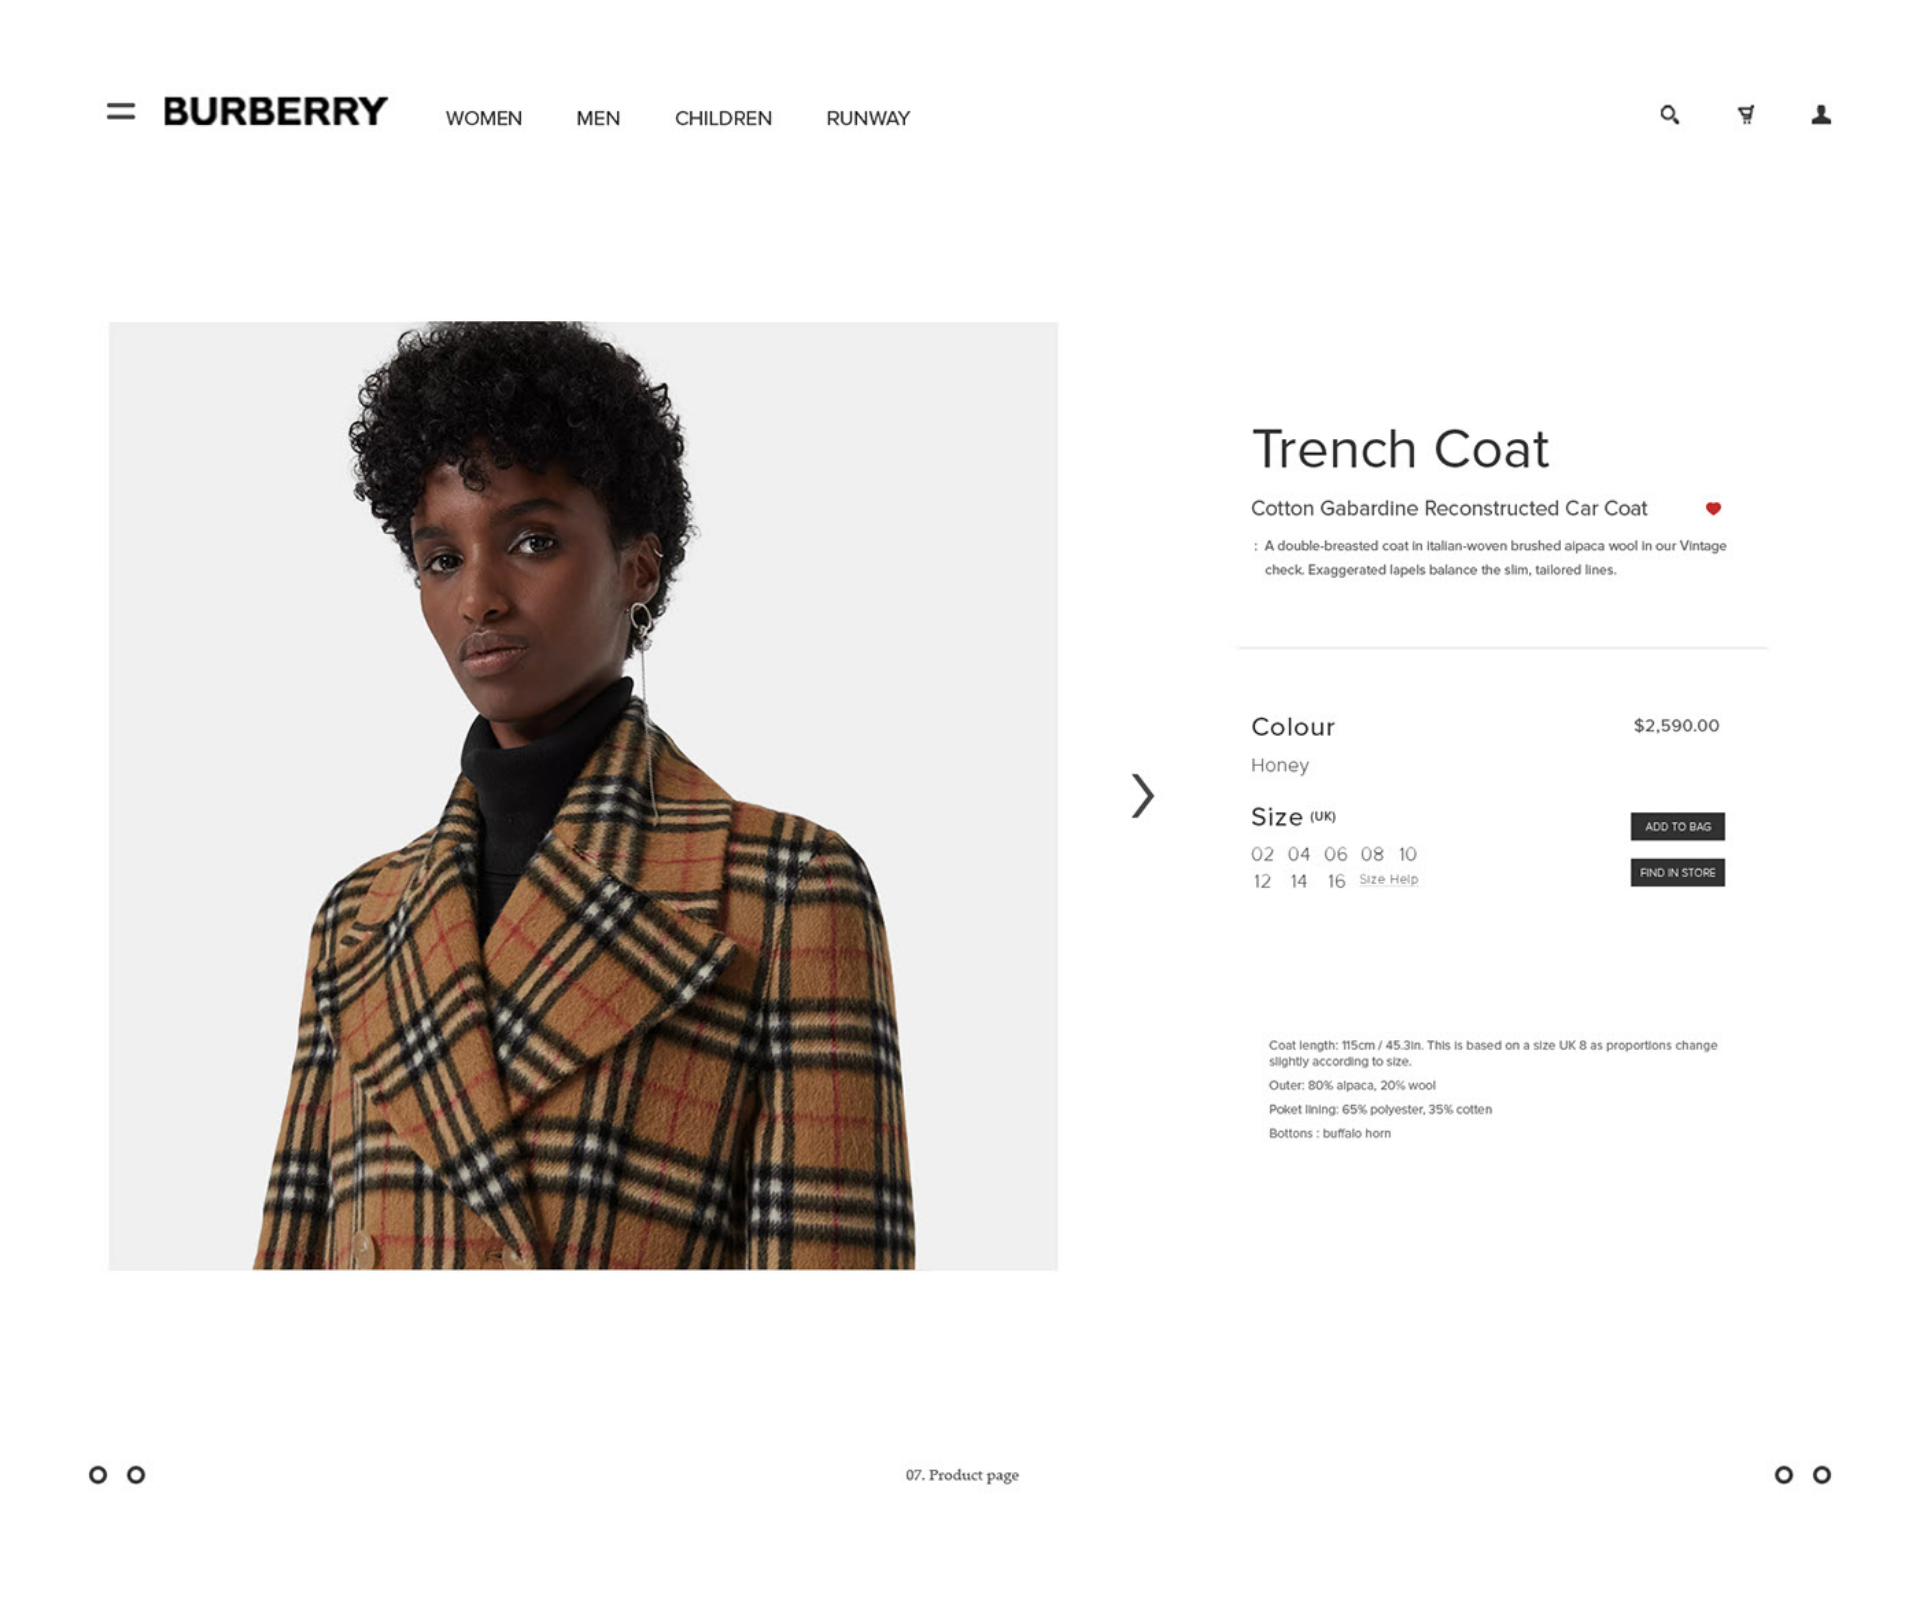 BURBERRY
WOMEN MEN CHILDREN RUNWAY
Trench Coat
Cotton Gabardine Reconstructed Car Coat
: A double-breasted coat in italian-woven brushed alpaca wool in our Vintage
check. Exaggerated lapels balance the slim, tailored lines.
Colour
$2,590.00
Honey
Size (UK)
ADD TO BAG
02 04 06 08 10
12 14 16 Size Help
FIND IN STORE
Coat length: 115cm / 45.3in. This is based on a size UK 8 as proportions change
slightly according to size.
Outer: 80% alpaca, 20% wool
Poket lining: 65% polyester, 35% cotten
Bottons : buffalo horn
07. Product page